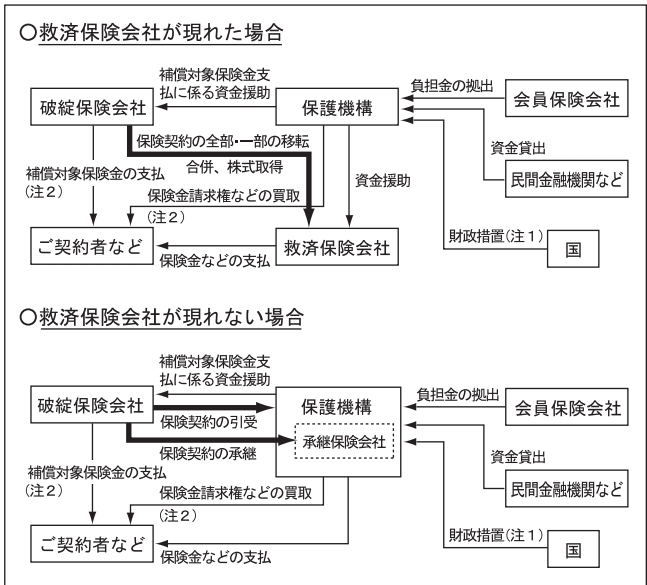 ○救済保険会社が現れた場合
補償対象保険金支
払に係る資金援助
負担金の拠出
破綻保険会社
保護機構
会員保険会社
保険契約の全部・一部の移転
資金貸出
補償対象保険金の支払
(注2)
合併、株式取得
資金援助
民間金融機関など
保険金請求権などの買取
(注2)
財政措置(注1)
ご契約者など
救済保険会社
国
保険金などの支払
○救済保険会社が現れない場合
補償対象保険金支
払に係る資金援助
負担金の拠出
破綻保険会社
保護機構
会員保険会社
保険契約の引受
承継保険会社
保険契約の承継
資金貸出
補償対象保険金の支払
(注2)
保険金請求権などの買取
(注2)
民間金融機関など
財政措置(注1)
ご契約者など
国
保険金などの支払